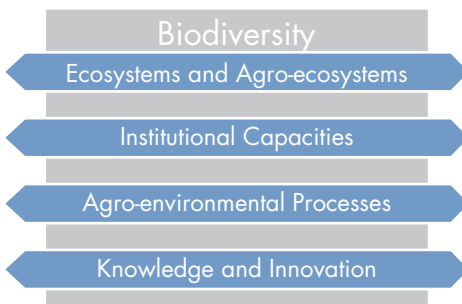 Biodiversity
Ecosystems and Agro-ecosystems
Institutional Capacities
Agro-environmental Processes
Knowledge and Innovation